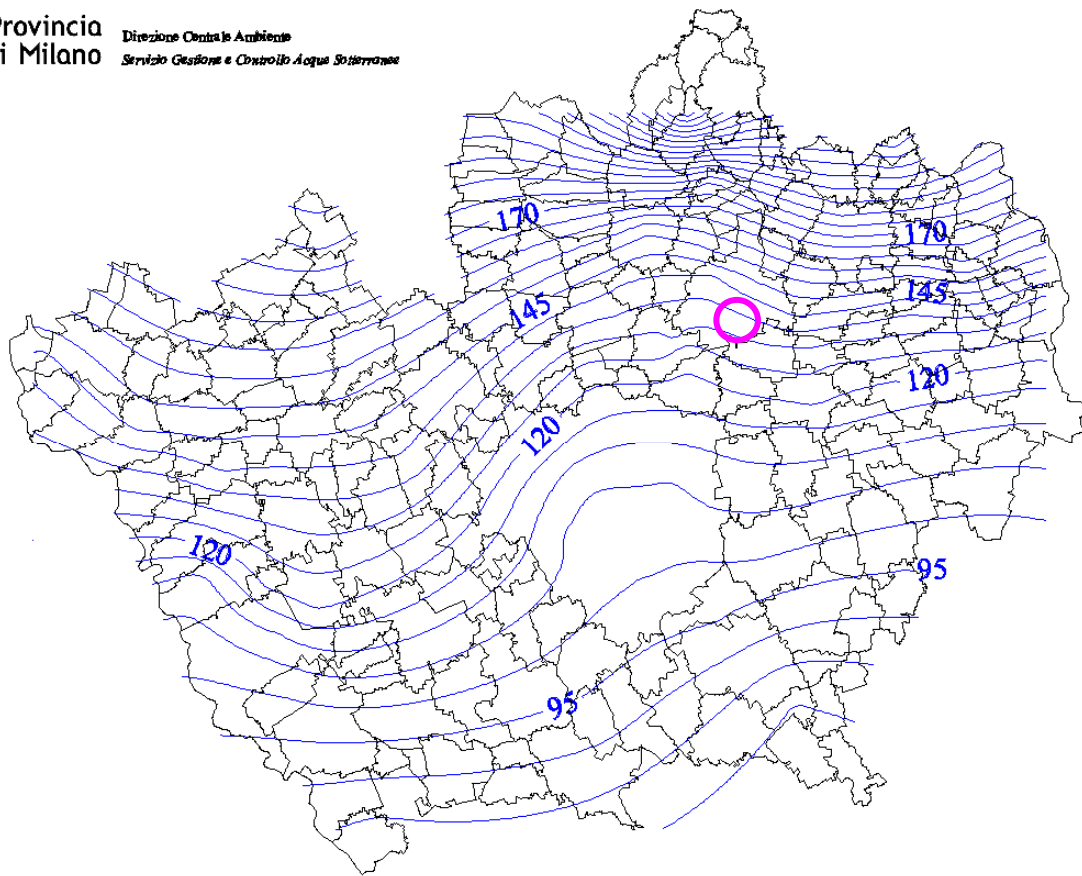 Provincia
di Milano
Direzione Centrale Ambiente
Servizio Gestione e Controllo Acque Sotterranee
170
170
145
145
120
120
120
95
95